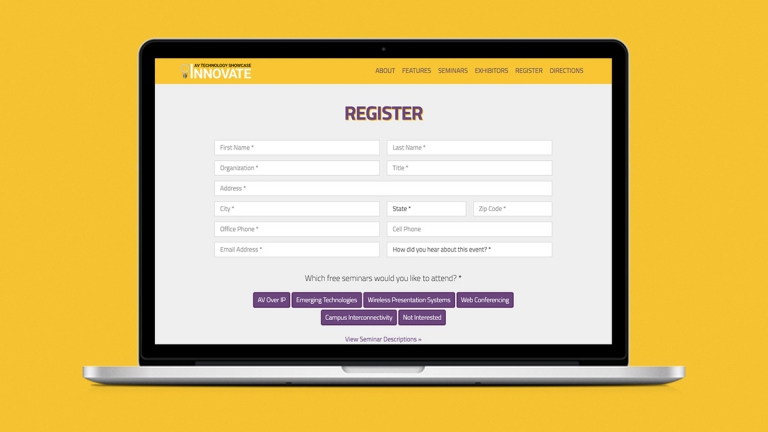 AV TECHNOLOGY SHOWCASE
INNOVATE
ABOUT FEATURES SEMINARS EXHIBITORS REGISTER DIRECTIONS
REGISTER
First Name * Last Name *
Organization * Title *
Address *
City * State * Zip Code *
Office Phone * Cell Phone
Email Address * How did you hear about this event? *
Which free seminars would you like to attend? *
AV Over IP Emerging Technologies Wireless Presentation Systems Web Conferencing
Campus Interconnectivity Not Interested
View Seminar Descriptions »